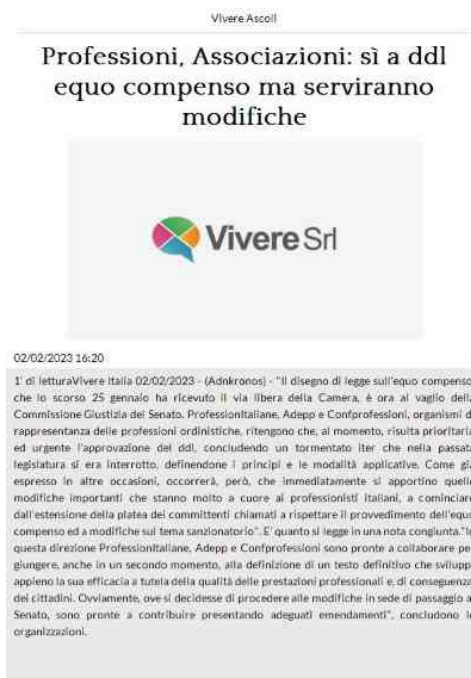 Vivere Ascoli
Professioni, Associazioni: sì a ddl
equo compenso ma serviranno
modifiche
Vivere Srl
02/02/2023 16:20
1' di letturaVivere Italia 02/02/2023 - (Adnkronos) - "Il disegno di legge sull'equo compenso,
che lo scorso 25 gennaio ha ricevuto il via libera della Camera, è ora al vaglio della
Commissione Giustizia del Senato. ProfessionItaliane, Adepp e Confprofessioni, organismi di
rappresentanza delle professioni ordinistiche, ritengono che, al momento, risulta prioritaria
ed urgente l'approvazione del ddl, concludendo un tormentato iter che nella passata
legislatura si era interrotto, definendone i principi e le modalità applicative. Come già
espresso in altre occasioni, occorrerà, però, che immediatamente si apportino quelle
modifiche importanti che stanno molto a cuore ai professionisti italiani, a cominciare
dall'estensione della platea dei committenti chiamati a rispettare il provvedimento dell'equo
compenso ed a modifiche sul tema sanzionatorio". E' quanto si legge in una nota congiunta."In
questa direzione ProfessionItaliane, Adepp e Confprofessioni sono pronte a collaborare per
giungere, anche in un secondo momento, alla definizione di un testo definitivo che sviluppi
appieno la sua efficacia a tutela della qualità delle prestazioni professionali e, di conseguenza,
dei cittadini. Ovviamente, ove si decidesse di procedere alle modifiche in sede di passaggio al
Senato, sono pronte a contribuire presentando adeguati emendamenti", concludono le
organizzazioni.